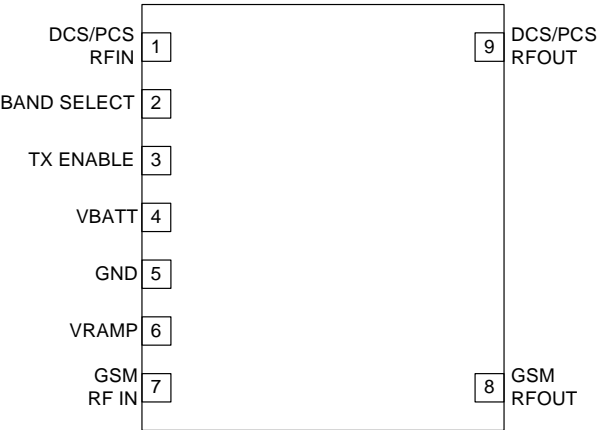 DCS/PCS
RFIN
1
BAND SELECT
2
TX ENABLE
3
VBATT
4
GND
5
VRAMP
6
GSM
RF IN
7
9
DCS/PCS
RFOUT
8
GSM
RFOUT